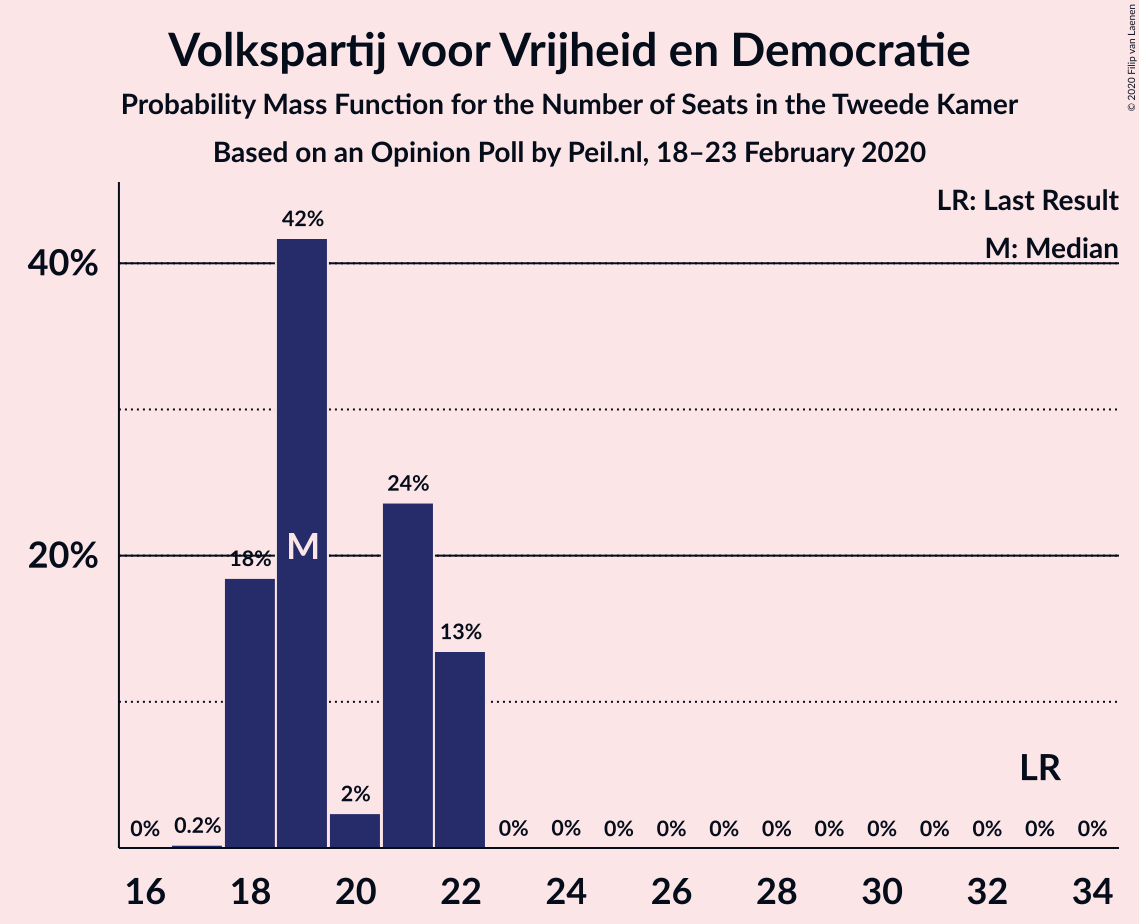 Volkspartij voor Vrijheid en Democratie
Probability Mass Function for the Number of Seats in the Tweede Kamer
Based on an Opinion Poll by Peil.nl, 18–23 February 2020
© 2020 Filip van Laenen
LR: Last Result
M: Median
42%
40%
24%
20%
18%
M
13%
LR
2%
0% 0.2% 0% 0% 0% 0% 0% 0% 0% 0% 0% 0% 0% 0%
16 18 20 22 24 26 28 30 32 34